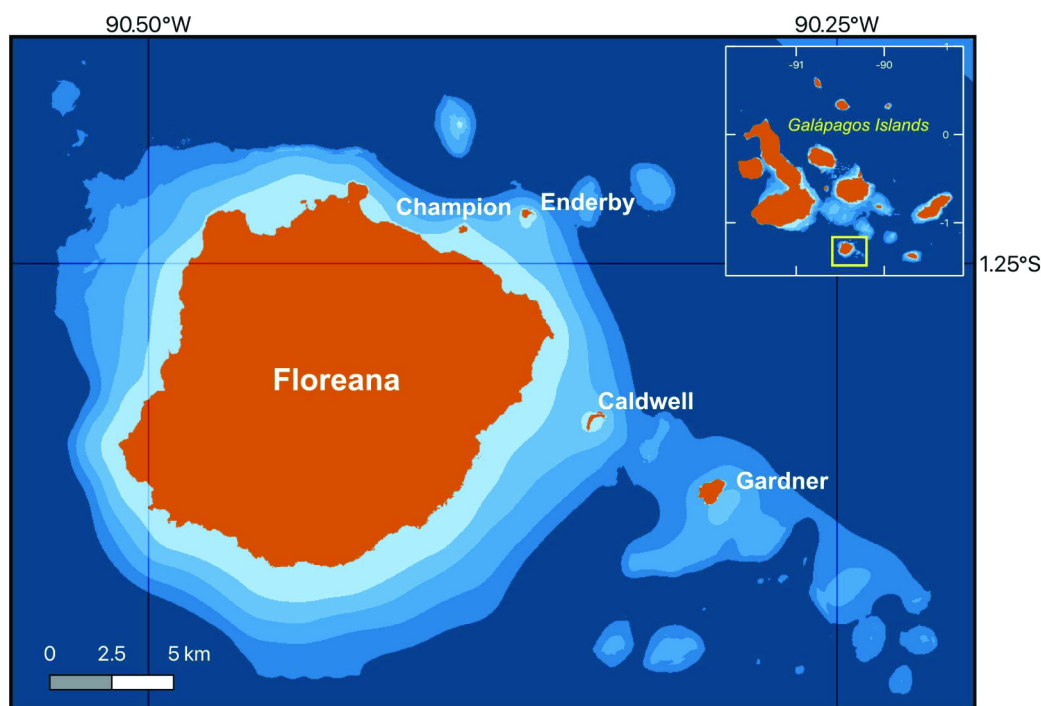 90.50°W
90.25°W
-91
-90
1
Galápagos Islands
0
-1
Champion
Enderby
1.25°S
Floreana
Caldwell
Gardner
0
2.5
5 km